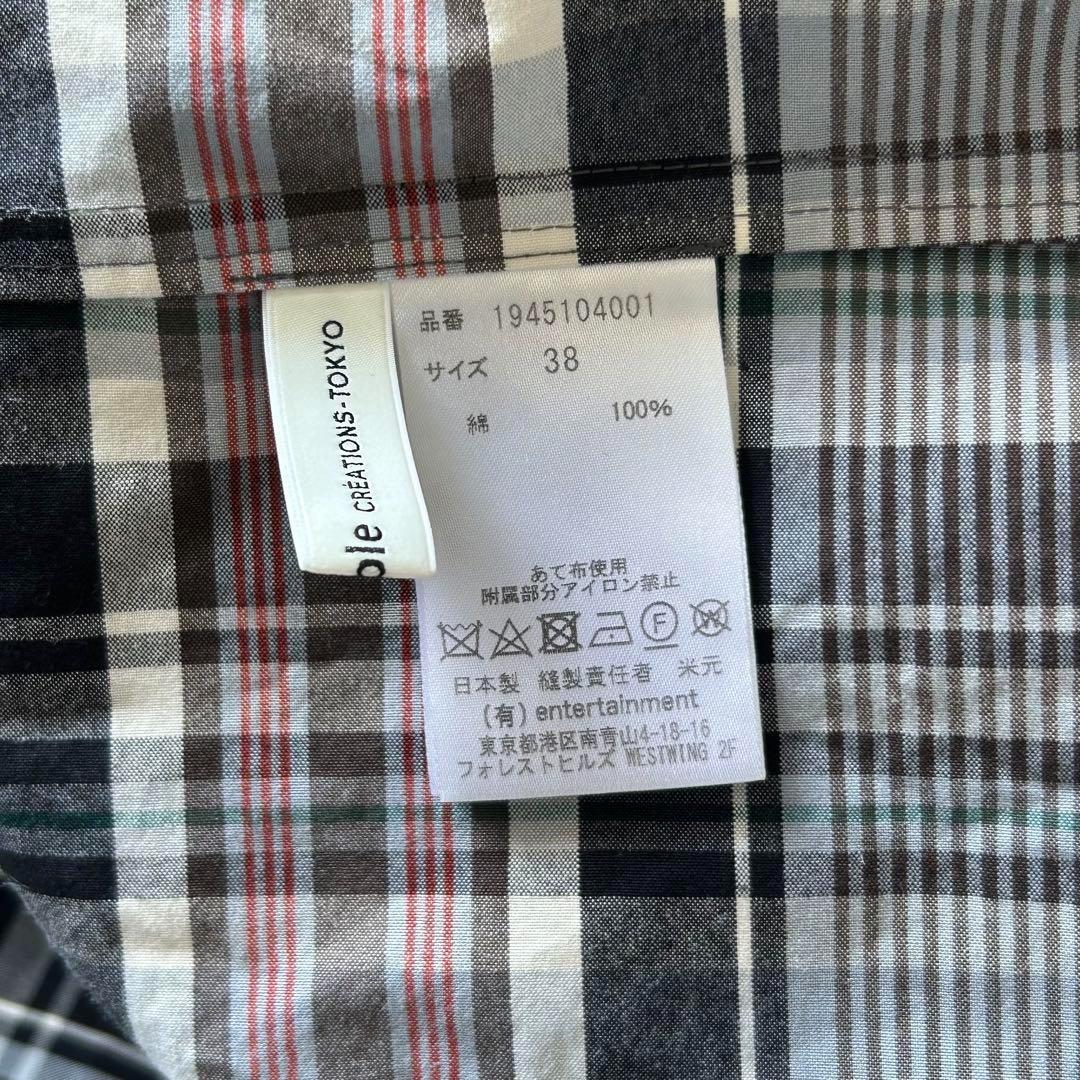 CRÉATIONS-TOKYO
品番 1945104001
サイズ 38
綿 100%
あて布使用
附属部分アイロン禁止
F W
日本製 縫製責任者 米元
(有) entertainment
東京都港区南青山4-18-16
フォレストヒルズ WESTWING 2F